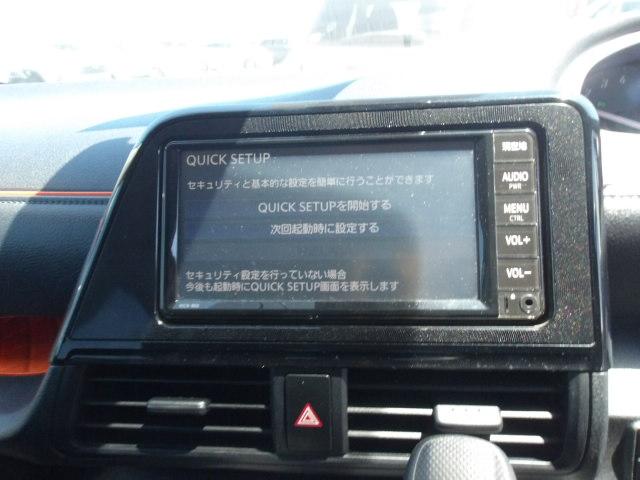 QUICK SETUP
セキュリティと基本的な設定を簡単に行うことができます
QUICK SETUPを開始する
次回起動時に設定する
セキュリティ設定を行っていない場合
今後も起動時にQUICK SETUP画面を表示します
現在地
AUDIO
PWR
MENU
CTRL
VOL+
VOL-